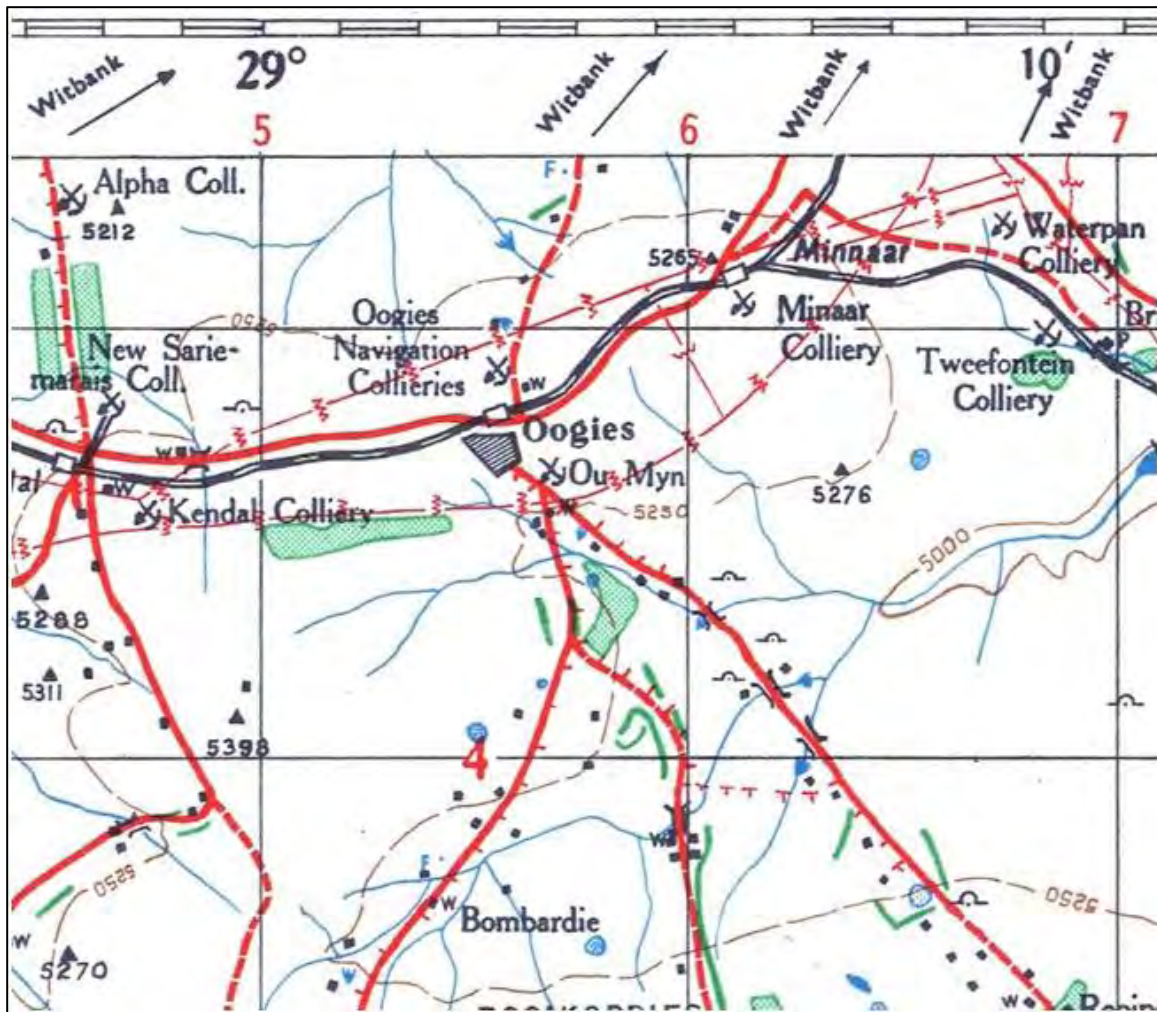 Witbank
29°
Witbank
Witbank
10'
Witbank
5
6
7
Alpha Coll.
5212
F.
5265
Minnaar
Waterpan
Colliery
5250
Oogies
Navigation
Collieries
Minaar
Colliery
Bri
P
New Sarie-
marais Coll.
Tweefontein
Colliery
W
W
Oogies
W
Ou Myn
5276
Kendal Colliery
5250
5000
5288
5311
5398
4
W
F.
5250
5250
W
Bombardie
W
5270
W